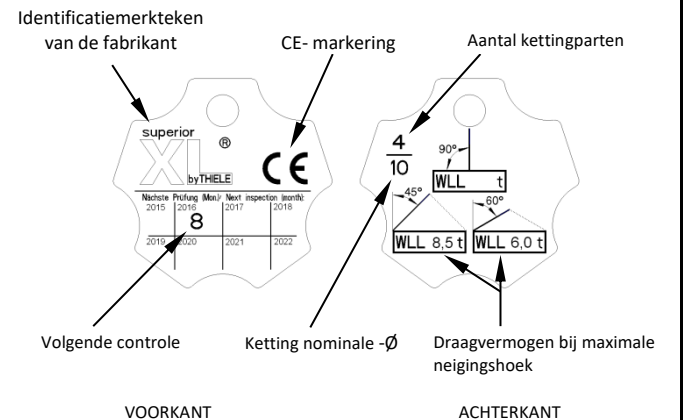 Identificatiemerkteken
van de fabrikant
CE- markering
Aantal kettingparten
superior
XL ®
by THIELE
CE
Nächste Prüfung (Mon.)/ Next inspection (month):
2015 2016 2017 2018
8
2019 2020 2021 2022
4
10
90°
WLL t
45°
60°
WLL 8,5 t
WLL 6,0 t
Volgende controle
Ketting nominale -Ø
Draagvermogen bij maximale
neigingshoek
VOORKANT
ACHTERKANT